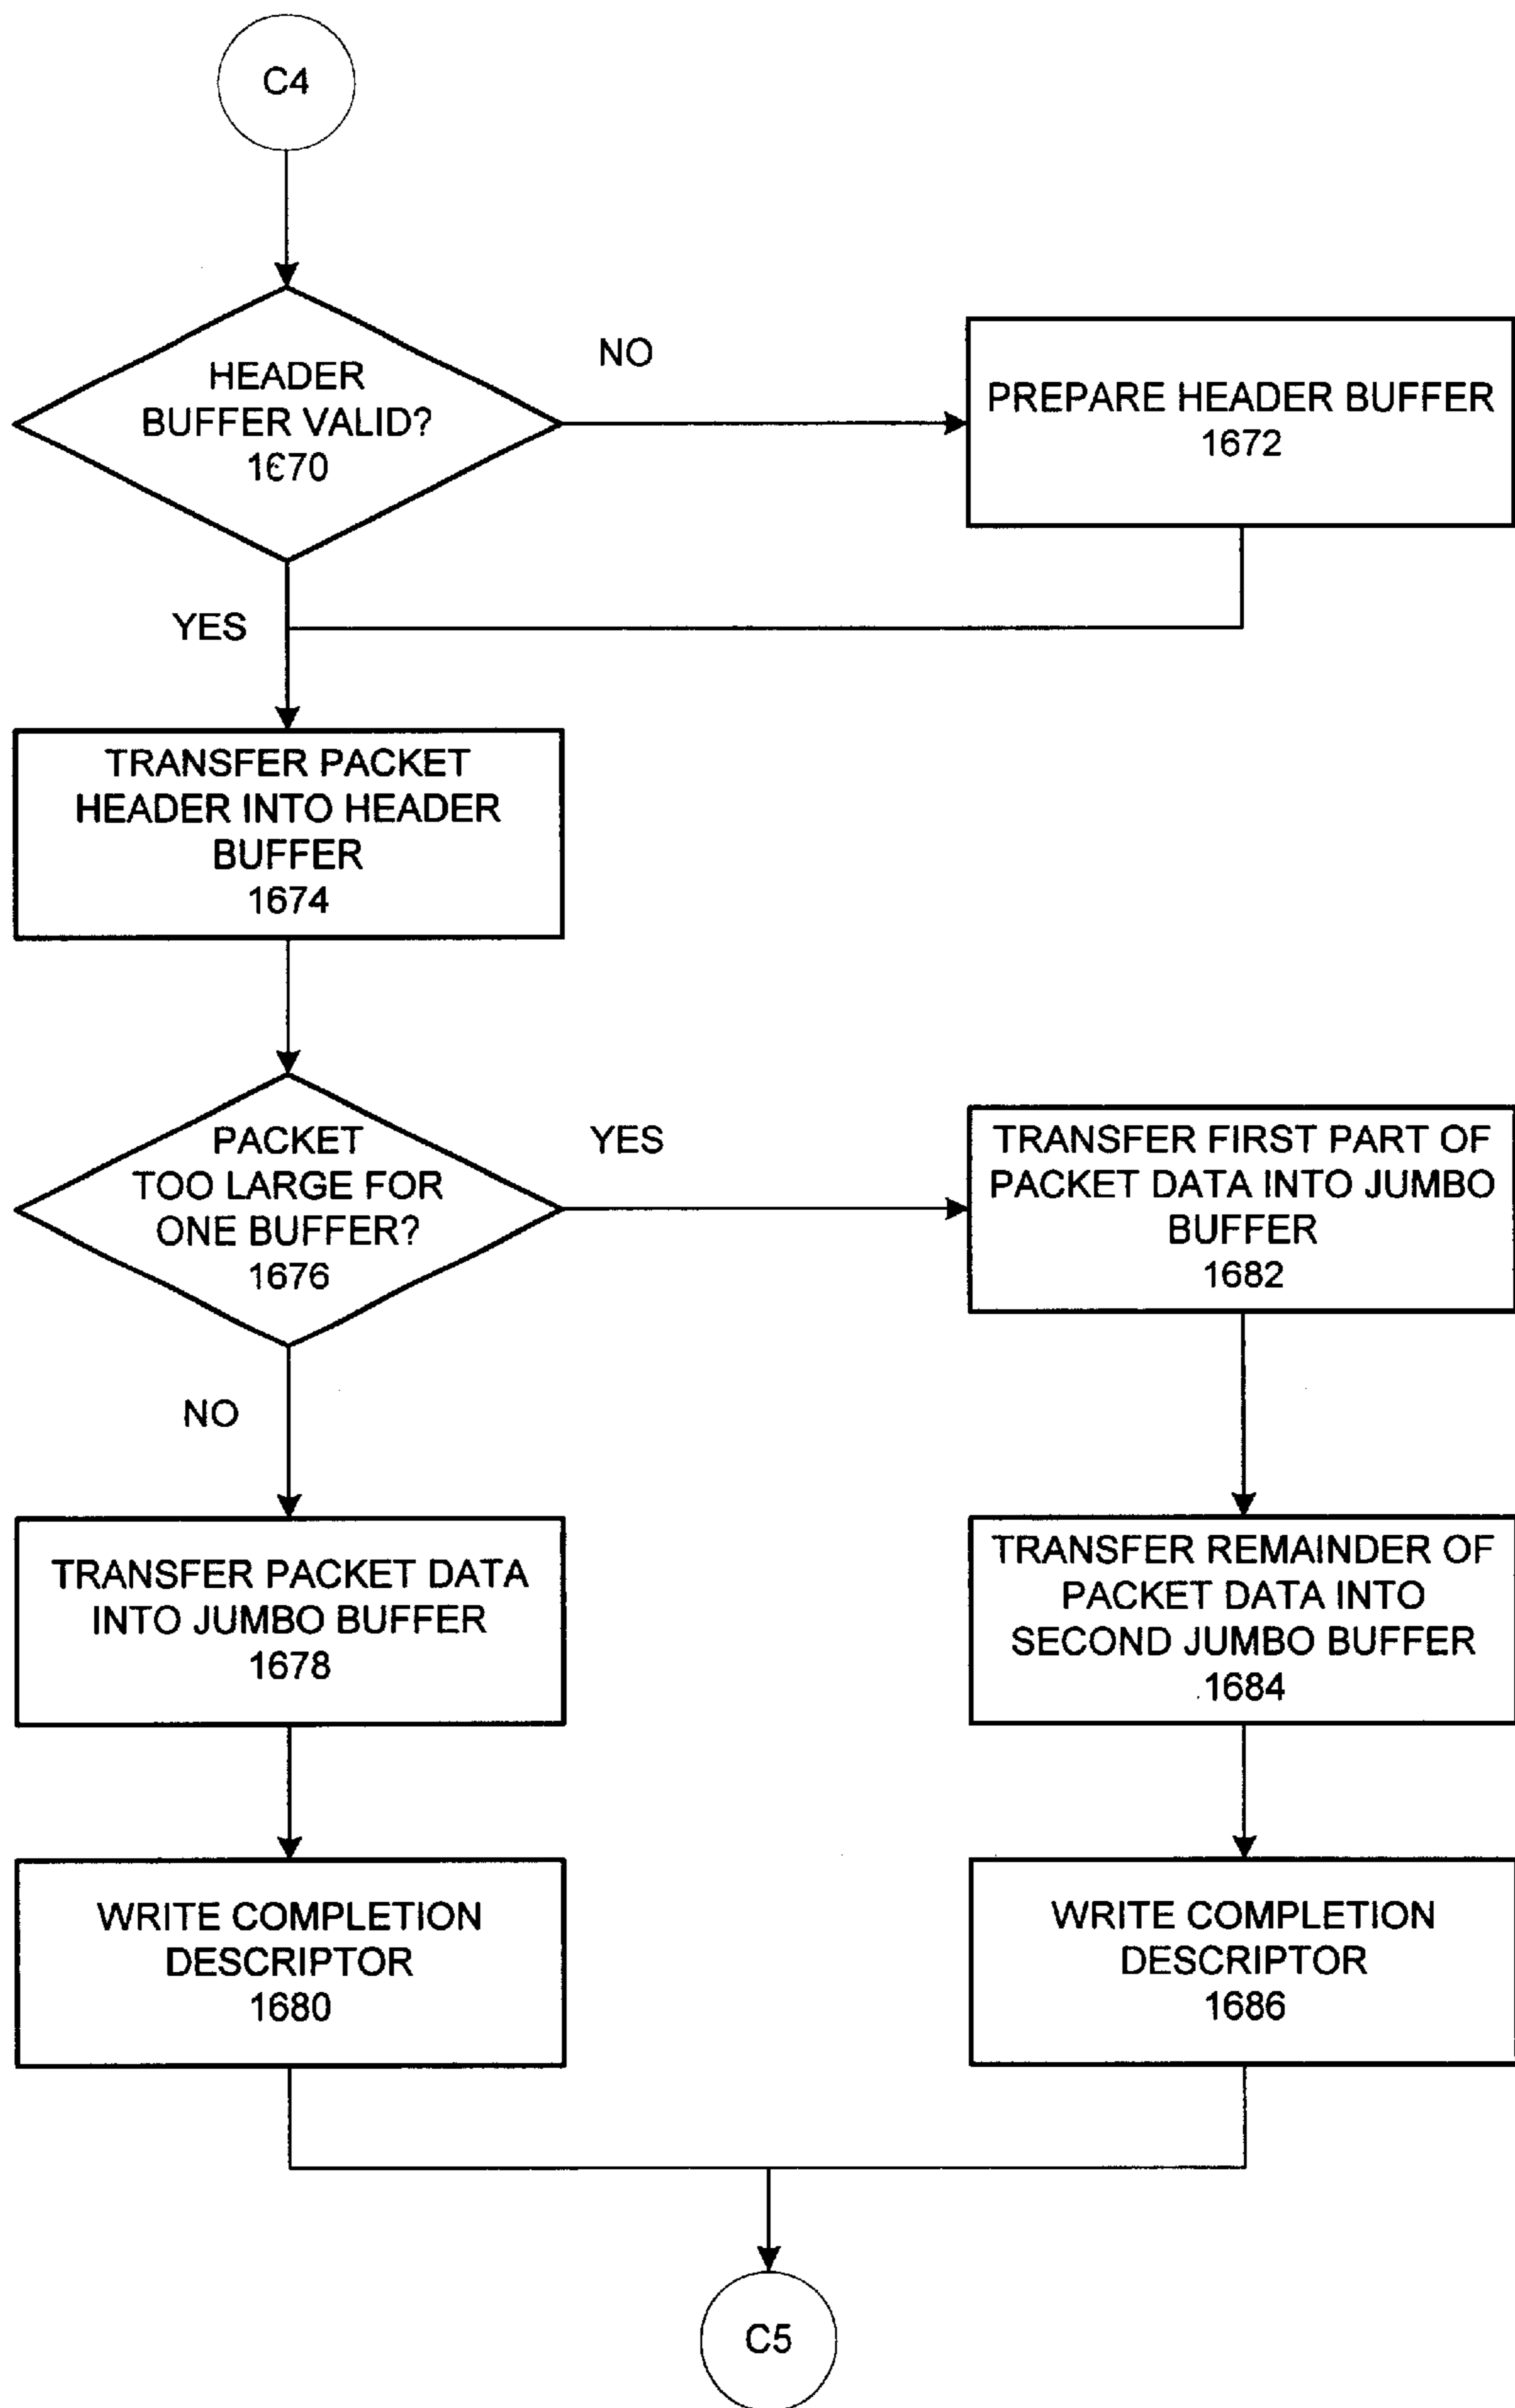 C4
HEADER
BUFFER VALID?
1670
NO
PREPARE HEADER BUFFER
1672
YES
TRANSFER PACKET
HEADER INTO HEADER
BUFFER
1674
PACKET
TOO LARGE FOR
ONE BUFFER?
1676
YES
TRANSFER FIRST PART OF
PACKET DATA INTO JUMBO
BUFFER
1682
NO
TRANSFER PACKET DATA
INTO JUMBO BUFFER
1678
TRANSFER REMAINDER OF
PACKET DATA INTO
SECOND JUMBO BUFFER
1684
WRITE COMPLETION
DESCRIPTOR
1680
WRITE COMPLETION
DESCRIPTOR
1686
C5